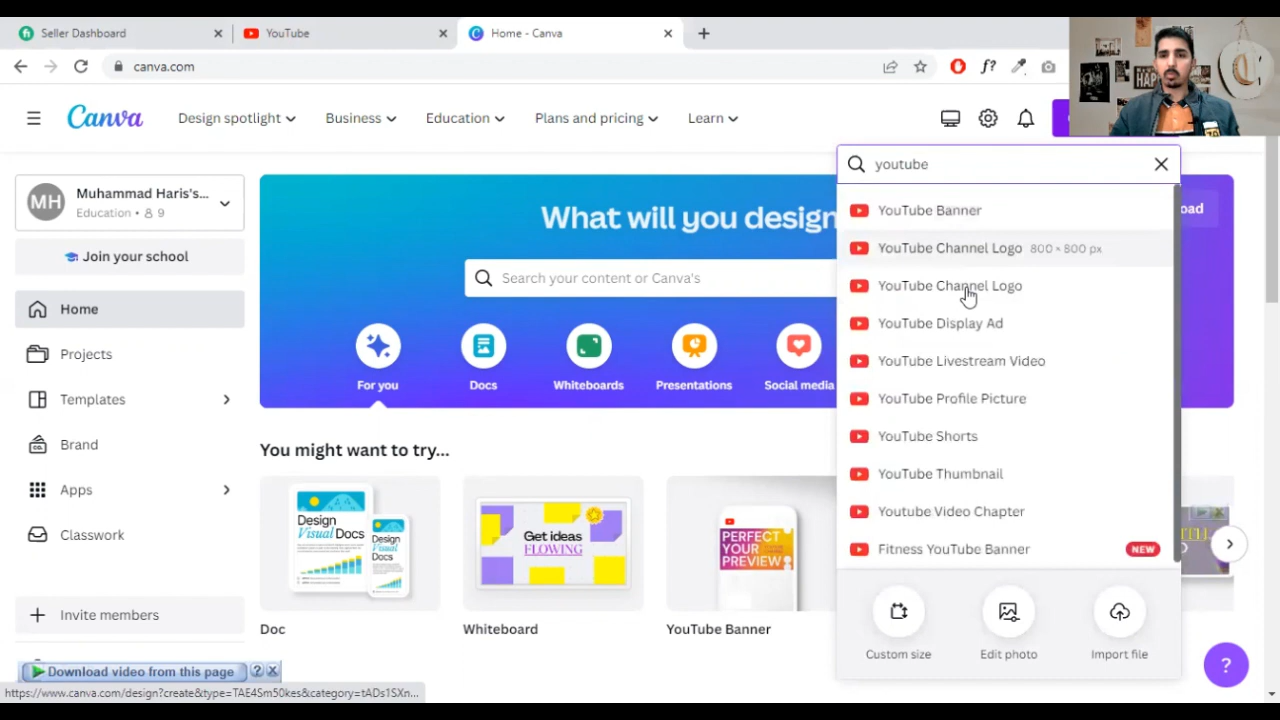 Seller Dashboard
YouTube
Home - Canva
canva.com
f?
Canva
Design spotlight
Business
Education
Plans and pricing
Learn
HAPP
MH
Muhammad Haris's...
Education • 9
Join your school
Home
Projects
Templates
Brand
Apps
Classwork
Invite members
What will you design
Search your content or Canva's
For you
Docs
Whiteboards
Presentations
Social media
oad
You might want to try...
Design
Visual Docs
Design
Visual
Docs
Doc
Get ideas
FLOWING
Whiteboard
PERFECT
YOUR
PREVIEW
YouTube Banner
youtube
YouTube Banner
YouTube Channel Logo 800 × 800 px
YouTube Channel Logo
YouTube Display Ad
YouTube Livestream Video
YouTube Profile Picture
YouTube Shorts
YouTube Thumbnail
Youtube Video Chapter
Fitness YouTube Banner NEW
Custom size
Edit photo
Import file
?
Download video from this page ?
https://www.canva.com/design?create&type=TAE4Sm50kes&category=tADs1SXn...